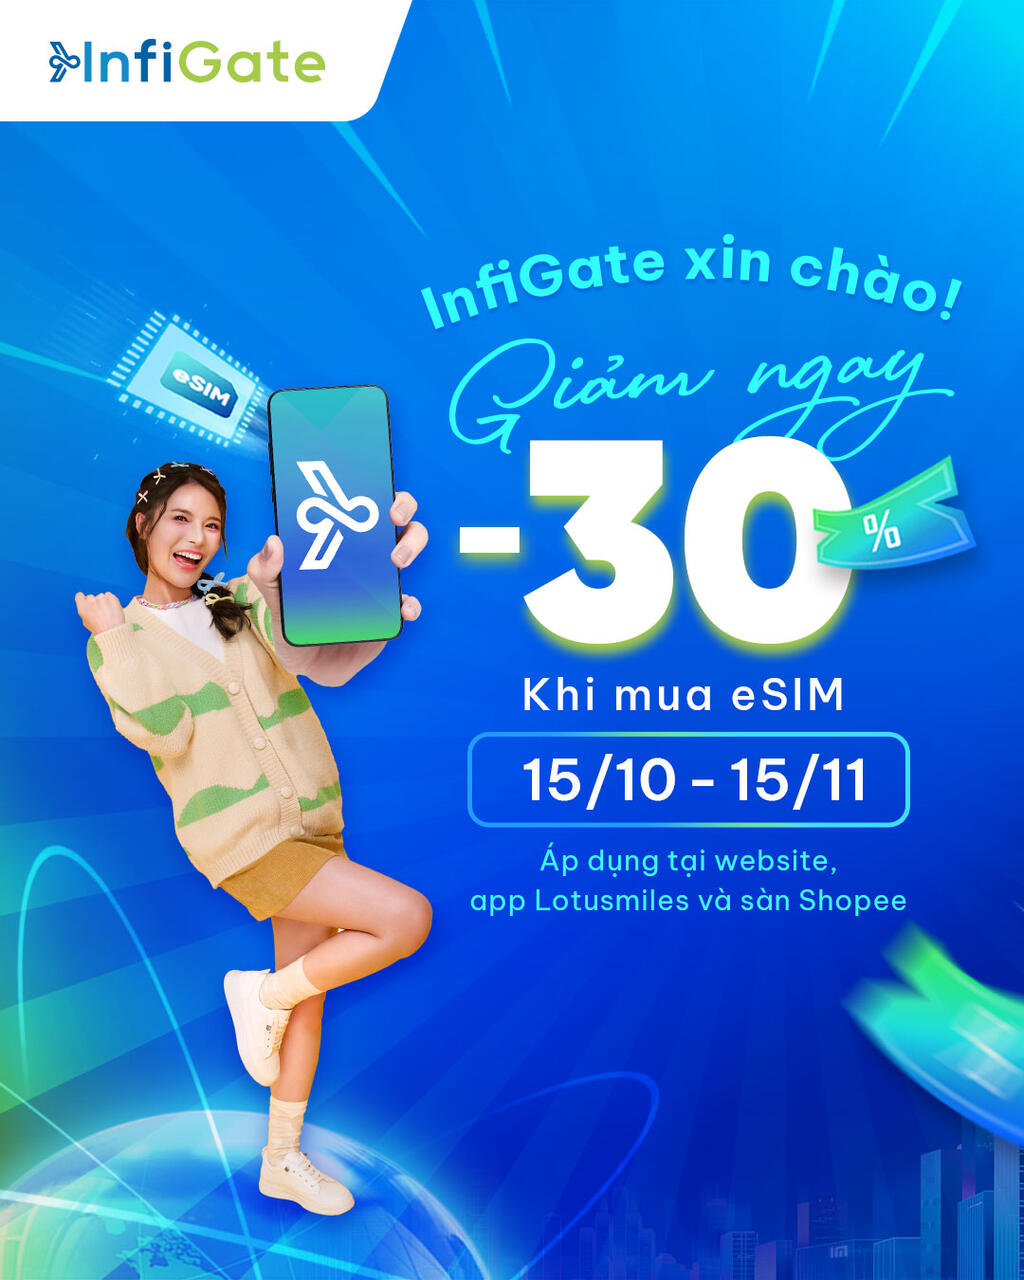 InfiGate
InfiGate xin chào!
Giảm ngay
eSIM
-30
%
Khi mua eSIM
15/10 - 15/11
Áp dụng tại website,
app Lotusmiles và sàn Shopee